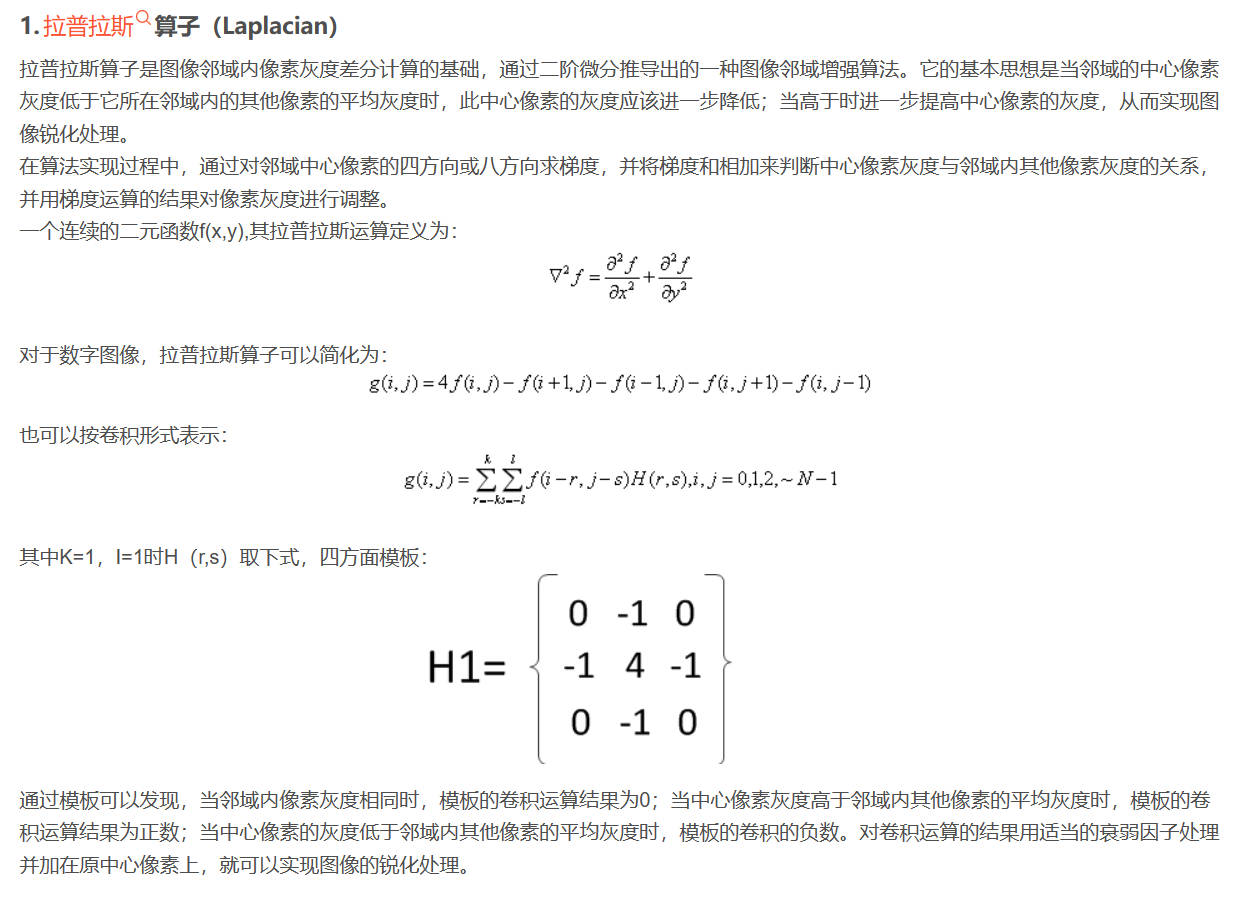 1.拉普拉斯算子（Laplacian）
拉普拉斯算子是图像邻域内像素灰度差分计算的基础，通过二阶微分推导出的一种图像邻域增强算法。它的基本思想是当邻域的中心像素
灰度低于它所在邻域内的其他像素的平均灰度时，此中心像素的灰度应该进一步降低；当高于时进一步提高中心像素的灰度，从而实现图
像锐化处理。
在算法实现过程中，通过对邻域中心像素的四方向或八方向求梯度，并将梯度和相加来判断中心像素灰度与邻域内其他像素灰度的关系，
并用梯度运算的结果对像素灰度进行调整。
一个连续的二元函数f(x,y),其拉普拉斯运算定义为：
∇²f = ∂²f/∂x² + ∂²f/∂y²
对于数字图像，拉普拉斯算子可以简化为：
g(i,j)=4f(i,j)−f(i+1,j)−f(i−1,j)−f(i,j+1)−f(i,j−1)
也可以按卷积形式表示：
g(i,j)=∑_{r=−k}^{k}∑_{s=−l}^{l}f(i−r,j−s)H(r,s),i,j=0,1,2,~N−1
其中K=1，I=1时H（r,s）取下式，四方面模板：
0 -1 0
H1= -1 4 -1
0 -1 0
通过模板可以发现，当邻域内像素灰度相同时，模板的卷积运算结果为0；当中心像素灰度高于邻域内其他像素的平均灰度时，模板的卷
积运算结果为正数；当中心像素的灰度低于邻域内其他像素的平均灰度时，模板的卷积的负数。对卷积运算的结果用适当的衰弱因子处理
并加在原中心像素上，就可以实现图像的锐化处理。